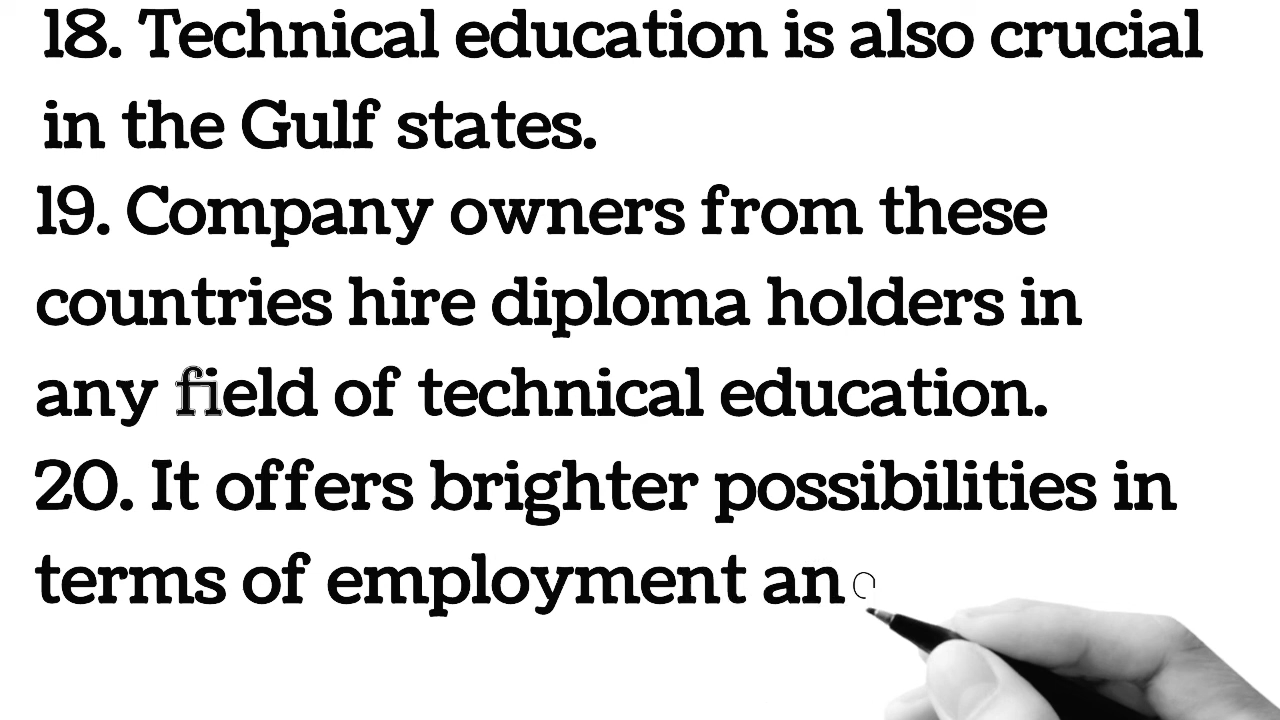 18. Technical education is also crucial
in the Gulf states.
19. Company owners from these
countries hire diploma holders in
any field of technical education.
20. It offers brighter possibilities in
terms of employment an